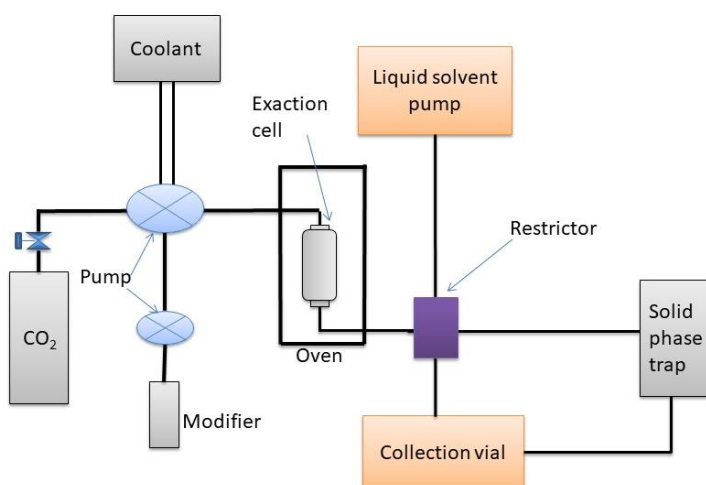 Coolant
Liquid solvent
pump
Exaction
cell
Restrictor
Pump
CO₂
Oven
Solid
phase
trap
Modifier
Collection vial